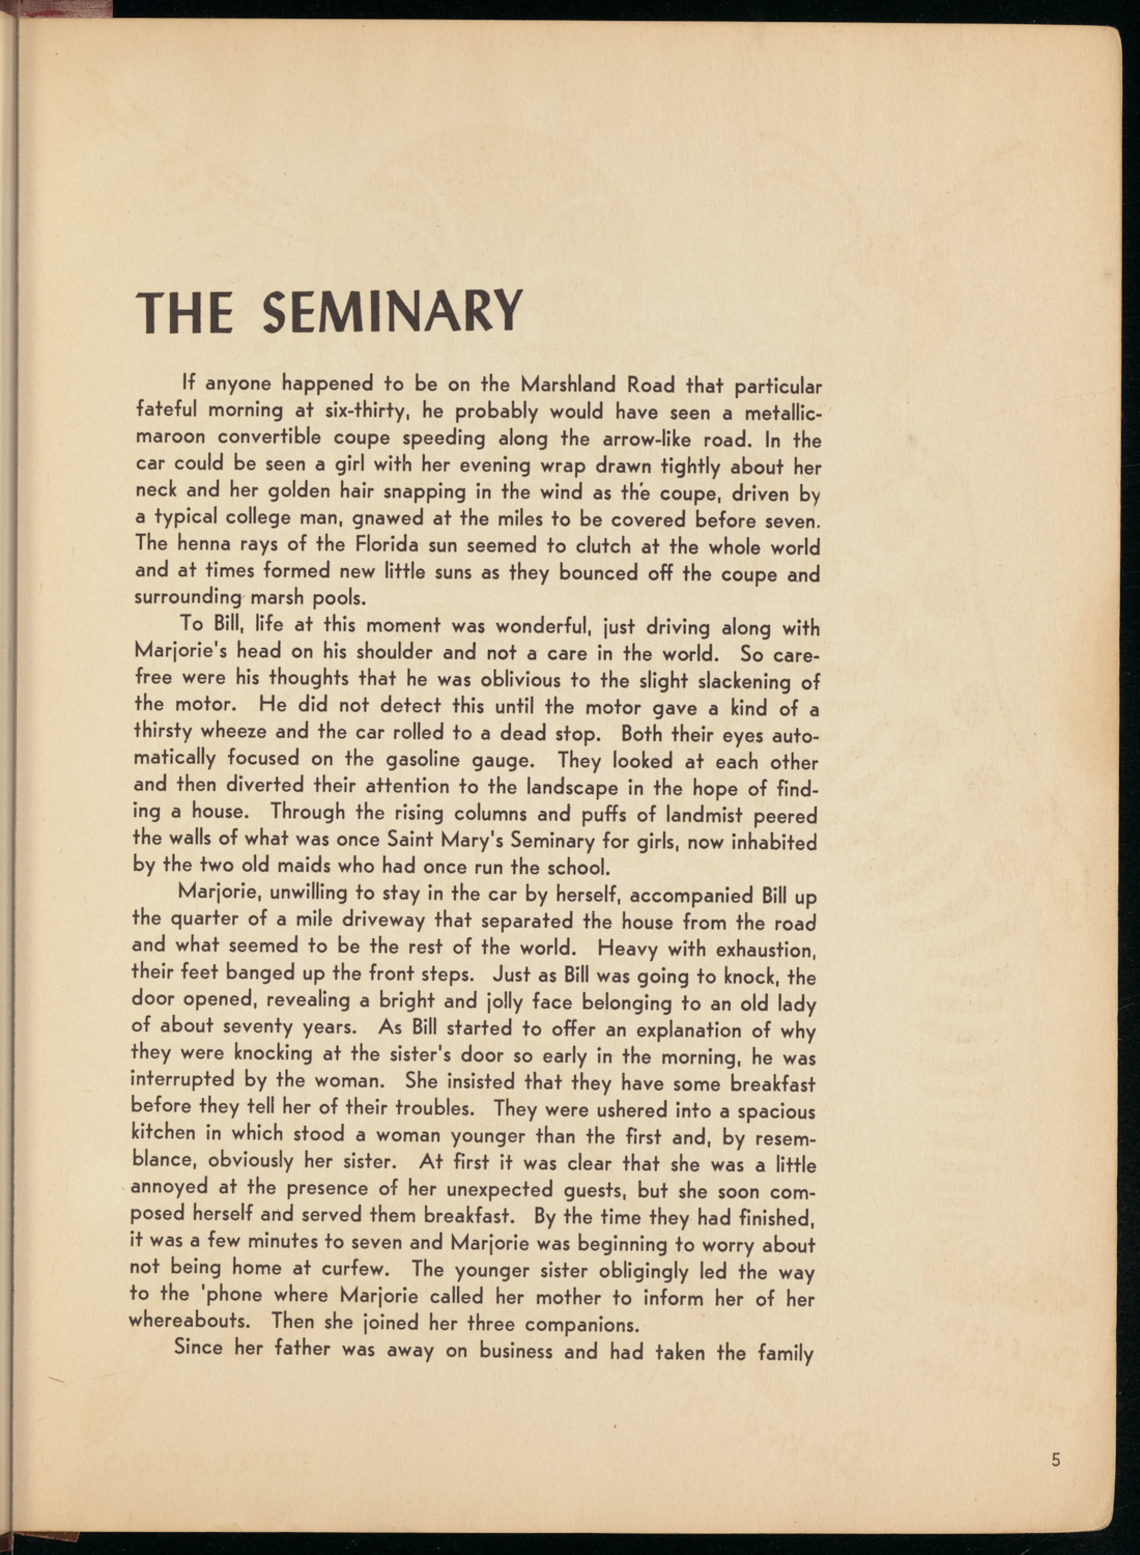 THE SEMINARY
If anyone happened to be on the Marshland Road that particular
fateful morning at six-thirty, he probably would have seen a metallic-
maroon convertible coupe speeding along the arrow-like road. In the
car could be seen a girl with her evening wrap drawn tightly about her
neck and her golden hair snapping in the wind as the coupe, driven by
a typical college man, gnawed at the miles to be covered before seven.
The henna rays of the Florida sun seemed to clutch at the whole world
and at times formed new little suns as they bounced off the coupe and
surrounding marsh pools.
To Bill, life at this moment was wonderful, just driving along with
Marjorie's head on his shoulder and not a care in the world. So care-
free were his thoughts that he was oblivious to the slight slackening of
the motor. He did not detect this until the motor gave a kind of a
thirsty wheeze and the car rolled to a dead stop. Both their eyes auto-
matically focused on the gasoline gauge. They looked at each other
and then diverted their attention to the landscape in the hope of find-
ing a house. Through the rising columns and puffs of landmist peered
the walls of what was once Saint Mary's Seminary for girls, now inhabited
by the two old maids who had once run the school.
Marjorie, unwilling to stay in the car by herself, accompanied Bill up
the quarter of a mile driveway that separated the house from the road
and what seemed to be the rest of the world. Heavy with exhaustion,
their feet banged up the front steps. Just as Bill was going to knock, the
door opened, revealing a bright and jolly face belonging to an old lady
of about seventy years. As Bill started to offer an explanation of why
they were knocking at the sister's door so early in the morning, he was
interrupted by the woman. She insisted that they have some breakfast
before they tell her of their troubles. They were ushered into a spacious
kitchen in which stood a woman younger than the first and, by resem-
blance, obviously her sister. At first it was clear that she was a little
annoyed at the presence of her unexpected guests, but she soon com-
posed herself and served them breakfast. By the time they had finished,
it was a few minutes to seven and Marjorie was beginning to worry about
not being home at curfew. The younger sister obligingly led the way
to the 'phone where Marjorie called her mother to inform her of her
whereabouts. Then she joined her three companions.
Since her father was away on business and had taken the family
5